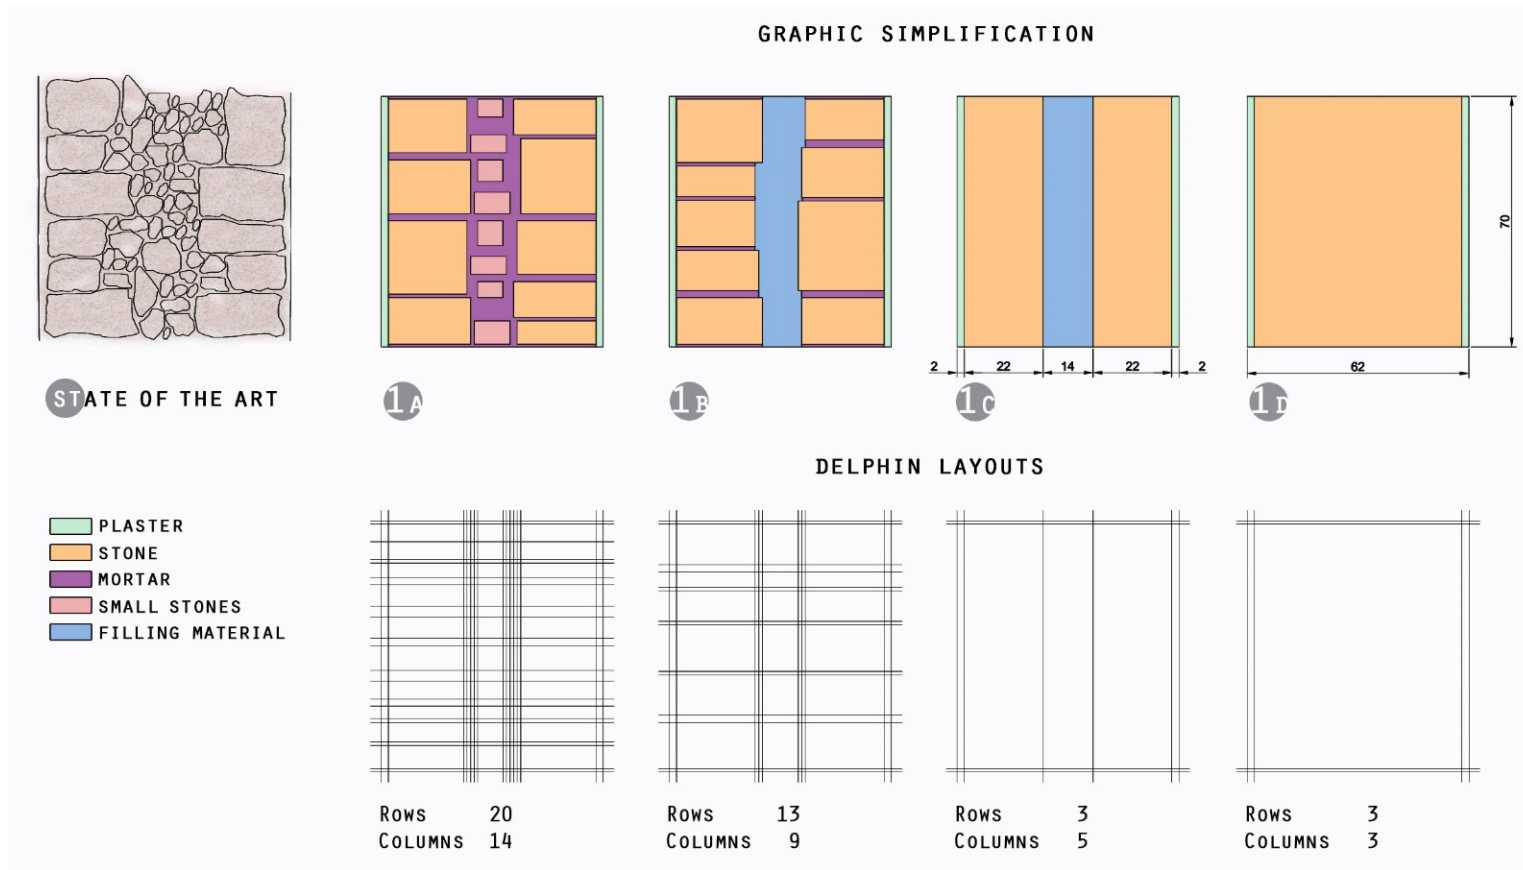 GRAPHIC SIMPLIFICATION
70
2 22 14 22 2
62
STATE OF THE ART
1A
1B
1C
1D
DELPHIN LAYOUTS
PLASTER
STONE
MORTAR
SMALL STONES
FILLING MATERIAL
ROWS 20
COLUMNS 14
ROWS 13
COLUMNS 9
ROWS 3
COLUMNS 5
ROWS 3
COLUMNS 3